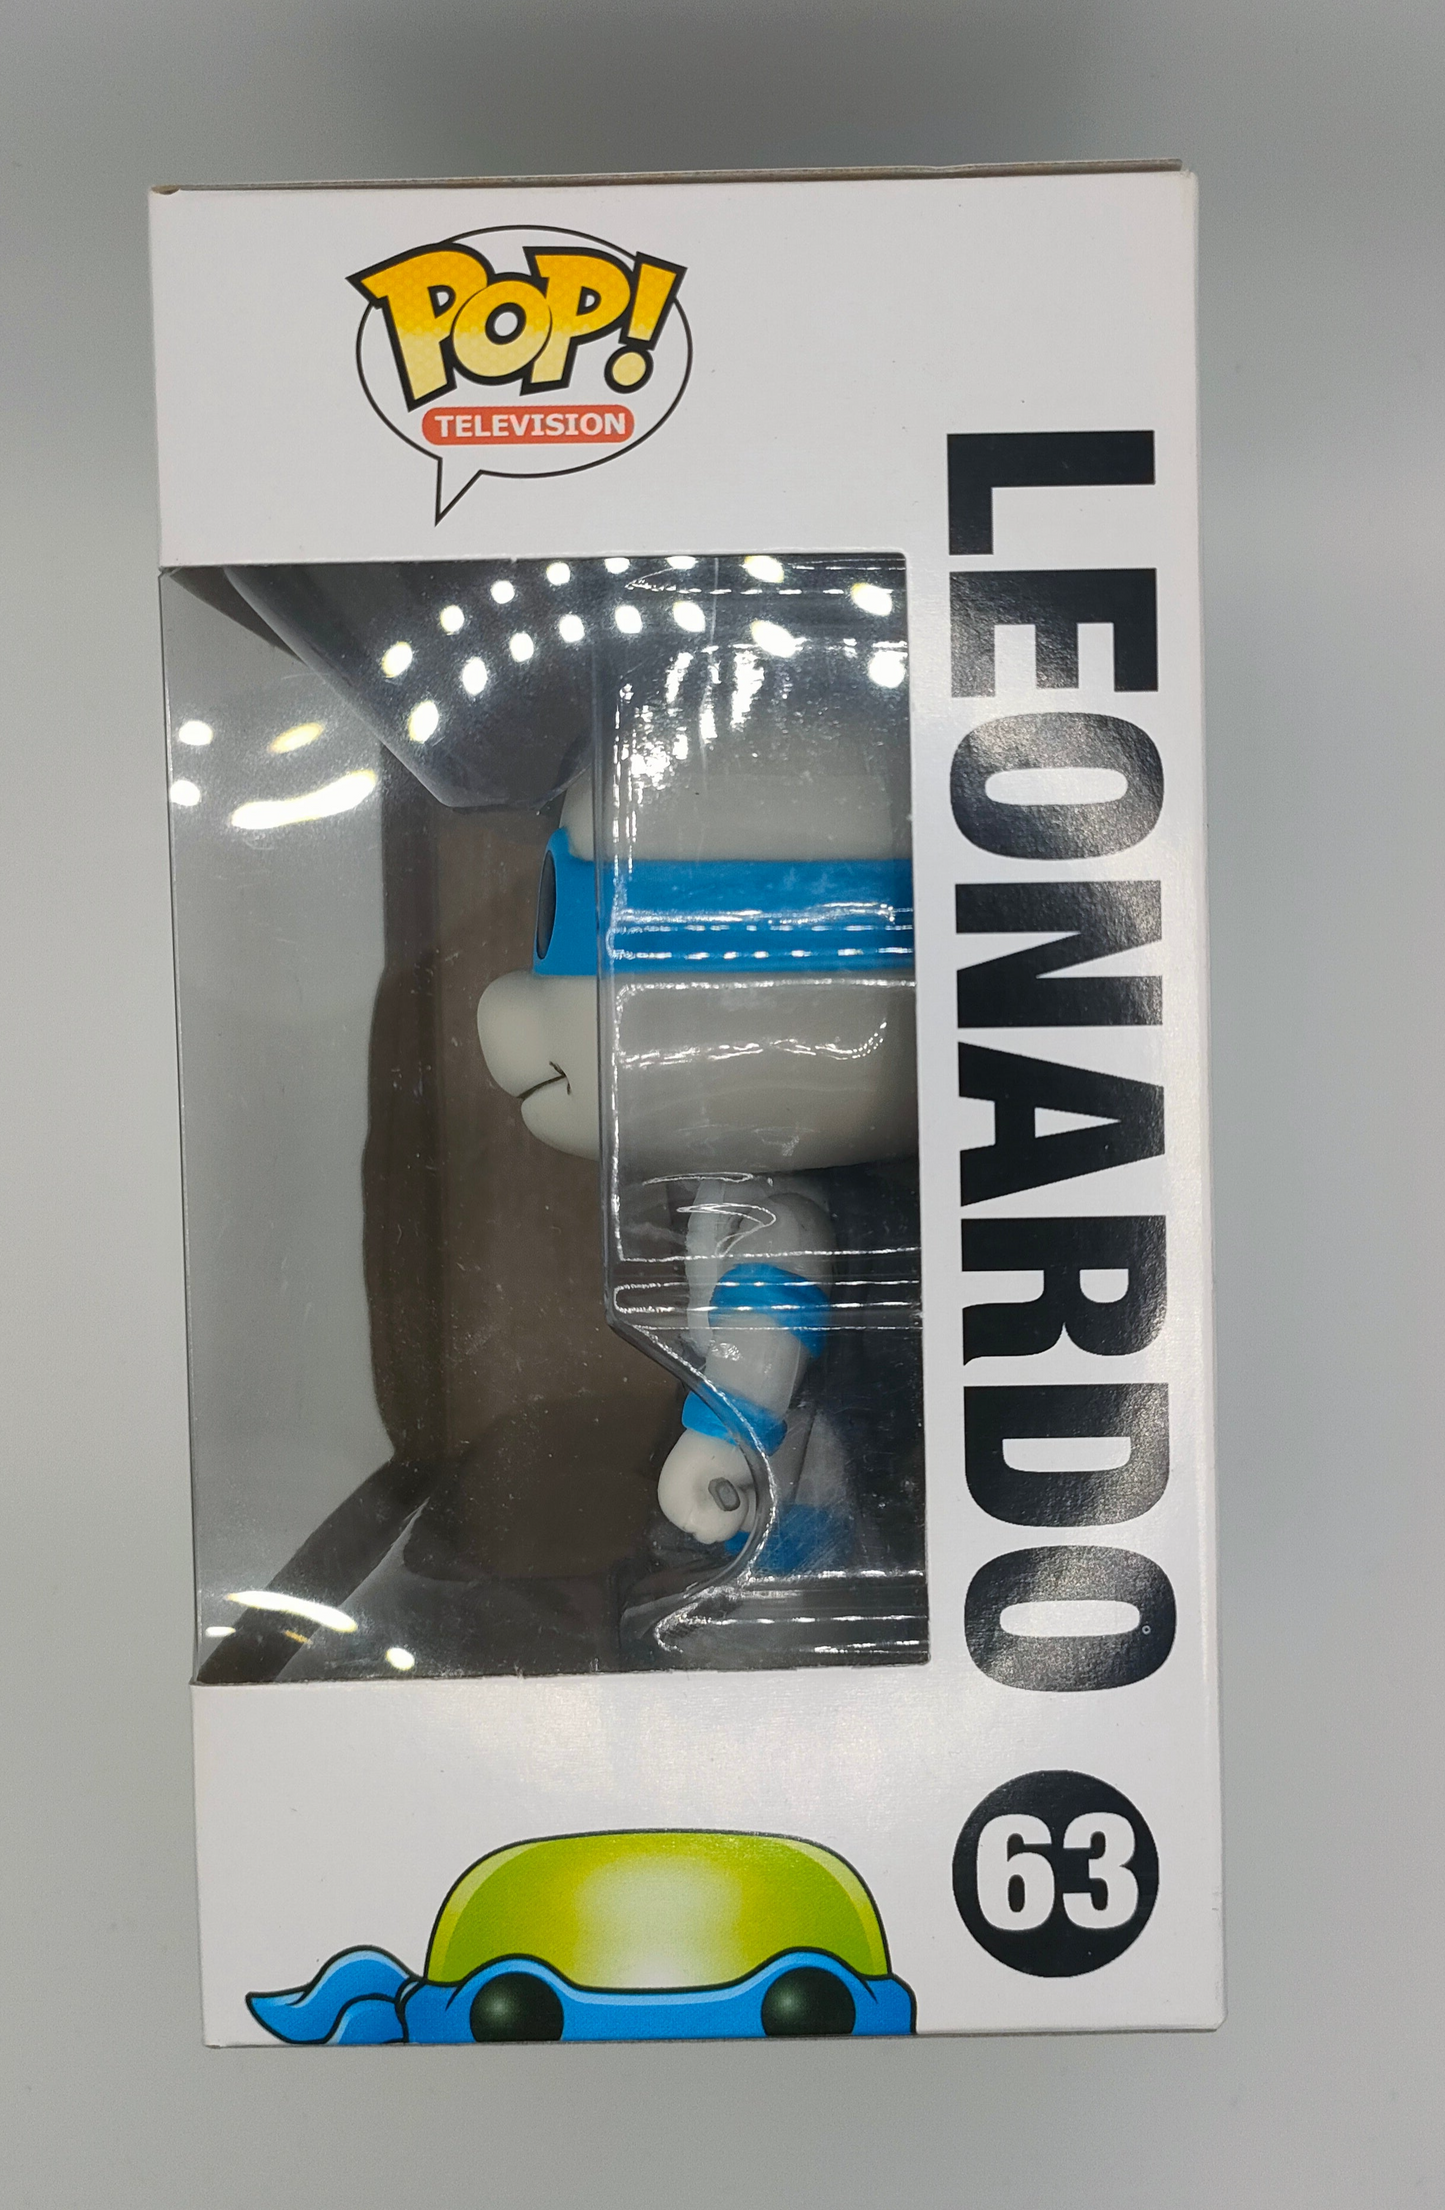 POP!
TELEVISION
LEONARDO
63